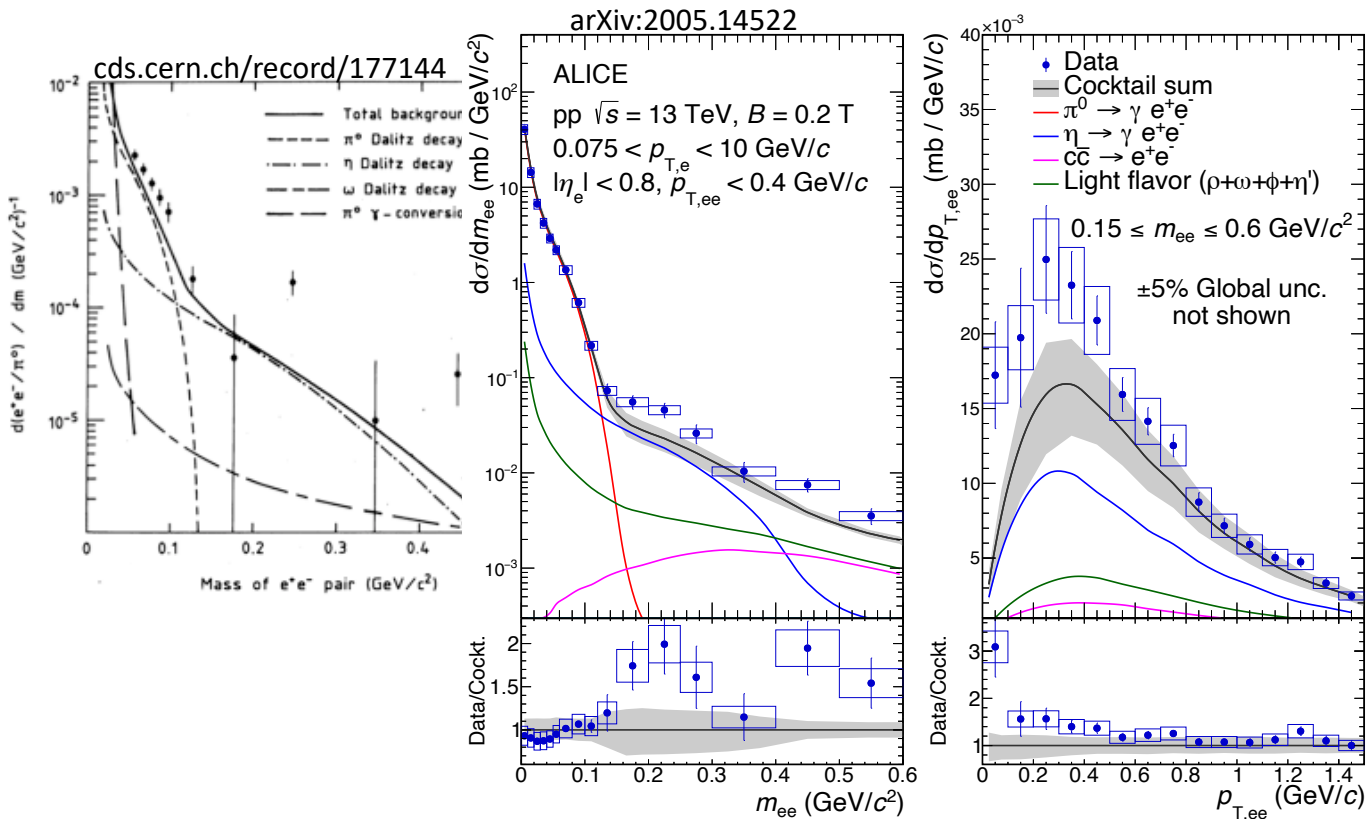 cds.cern.ch/record/177144
10⁻²
10⁻³
10⁻⁴
10⁻⁵
d(e⁺e⁻/π°) / dm (GeV/c²)⁻¹
Total backgroun
π° Dalitz decay
η Dalitz decay
ω Dalitz decay
π° γ-conversio
0 0.1 0.2 0.3 0.4
Mass of e⁺e⁻ pair (GeV/c²)
arXiv:2005.14522
dσ/dm_ee (mb / GeV/c²)
10²
10
1
10⁻¹
10⁻²
10⁻³
ALICE
pp √s = 13 TeV, B = 0.2 T
0.075 < p_T,e < 10 GeV/c
|η_e| < 0.8, p_T,ee < 0.4 GeV/c
Data/Cockt.
2
1.5
1
0 0.1 0.2 0.3 0.4 0.5 0.6
m_ee (GeV/c²)
×10⁻³
dσ/dp_T,ee (mb / GeV/c)
40
35
30
25
20
15
10
5
Data
Cocktail sum
π⁰ → γ e⁺e⁻
η → γ e⁺e⁻
cc̄ → e⁺e⁻
Light flavor (ρ+ω+ϕ+η')
0.15 ≤ m_ee ≤ 0.6 GeV/c²
±5% Global unc.
not shown
Data/Cockt.
3
2
1
0 0.2 0.4 0.6 0.8 1 1.2 1.4
p_T,ee (GeV/c)